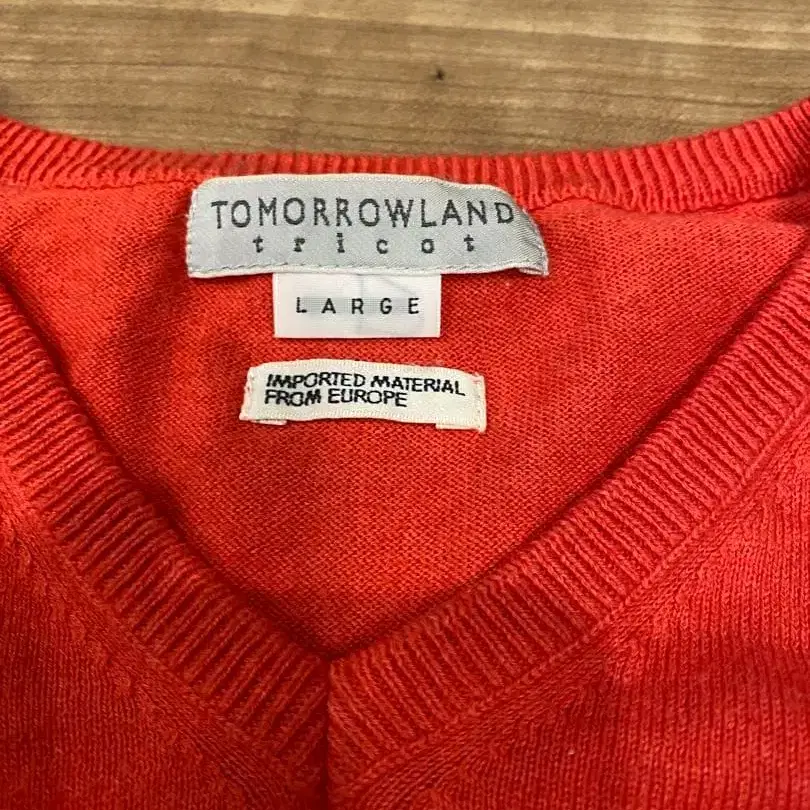 TOMORROWLAND
tricot
LARGE
IMPORTED MATERIAL
FROM EUROPE